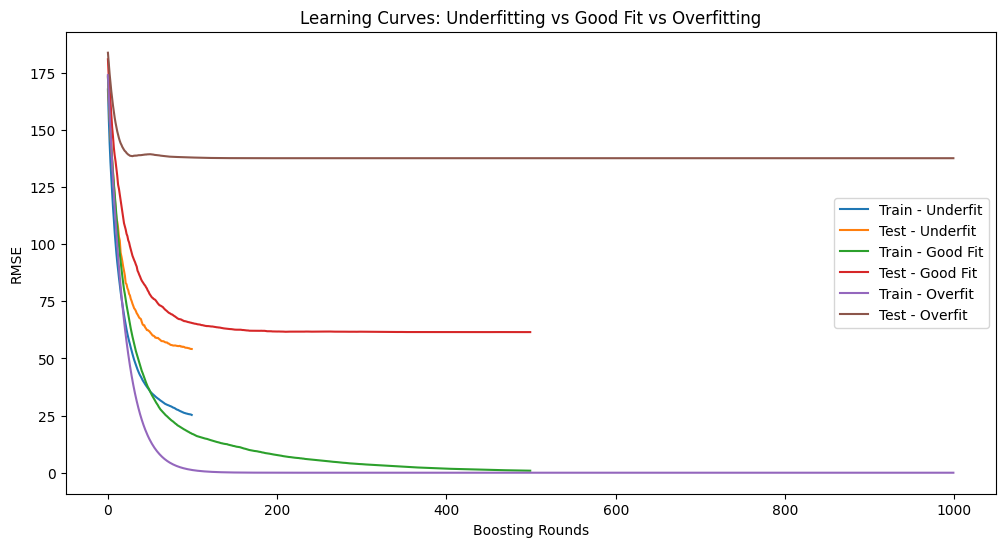 Learning Curves: Underfitting vs Good Fit vs Overfitting
175
150
125
100
75
50
25
0
RMSE
Train - Underfit
Test - Underfit
Train - Good Fit
Test - Good Fit
Train - Overfit
Test - Overfit
0 200 400 600 800 1000
Boosting Rounds